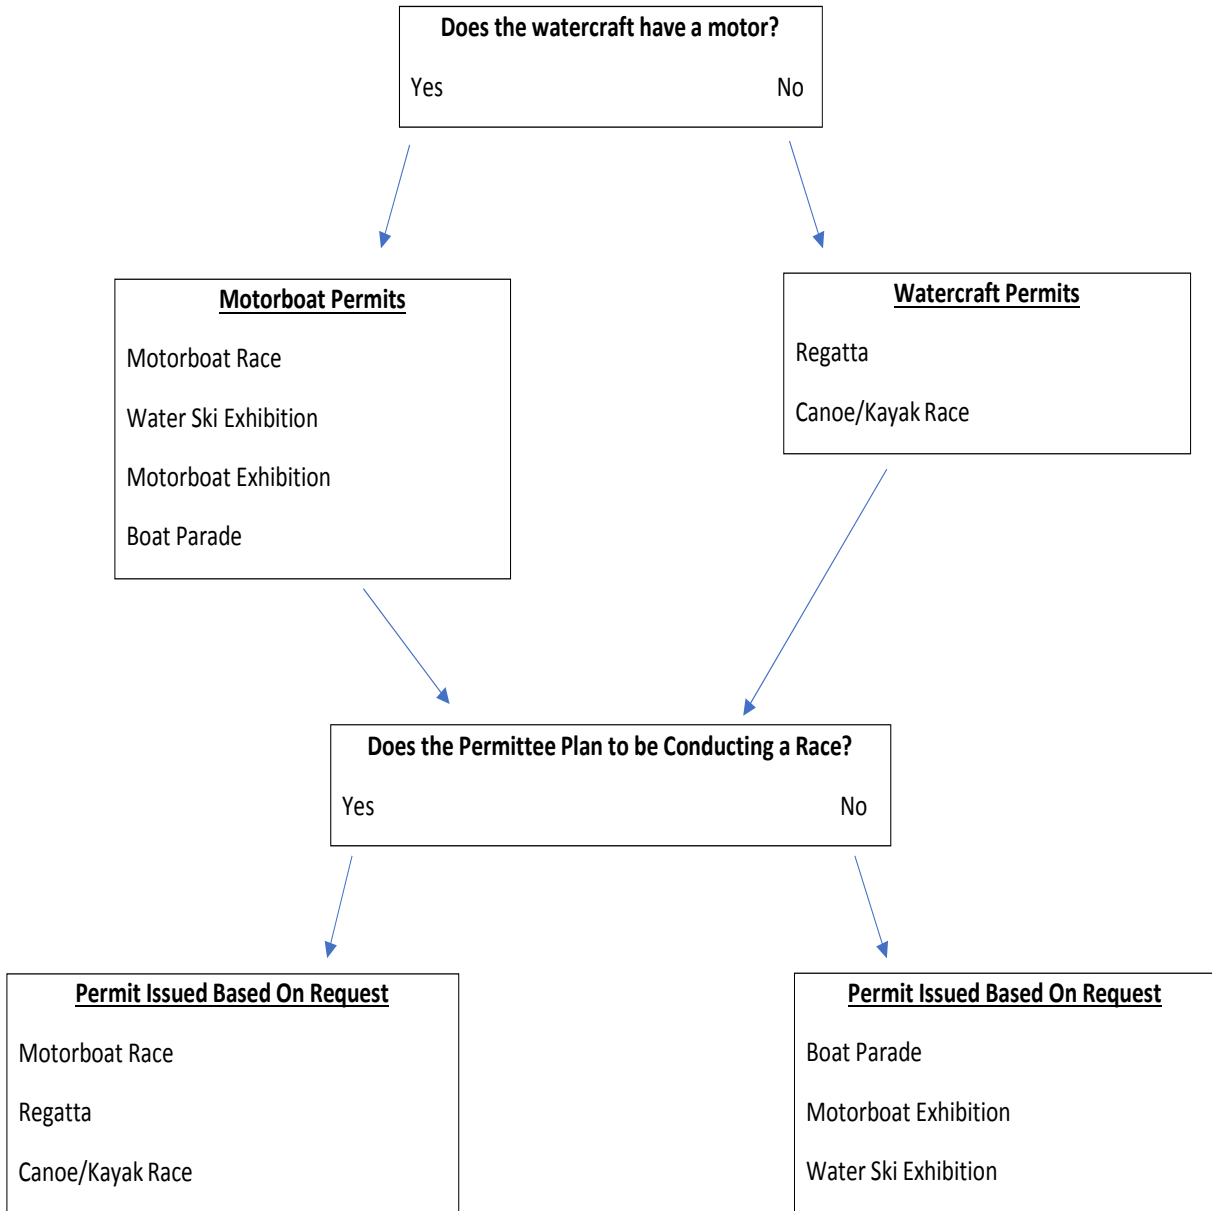 Does the watercraft have a motor?
Yes No
Motorboat Permits
Motorboat Race
Water Ski Exhibition
Motorboat Exhibition
Boat Parade
Watercraft Permits
Regatta
Canoe/Kayak Race
Does the Permittee Plan to be Conducting a Race?
Yes No
Permit Issued Based On Request
Motorboat Race
Regatta
Canoe/Kayak Race
Permit Issued Based On Request
Boat Parade
Motorboat Exhibition
Water Ski Exhibition